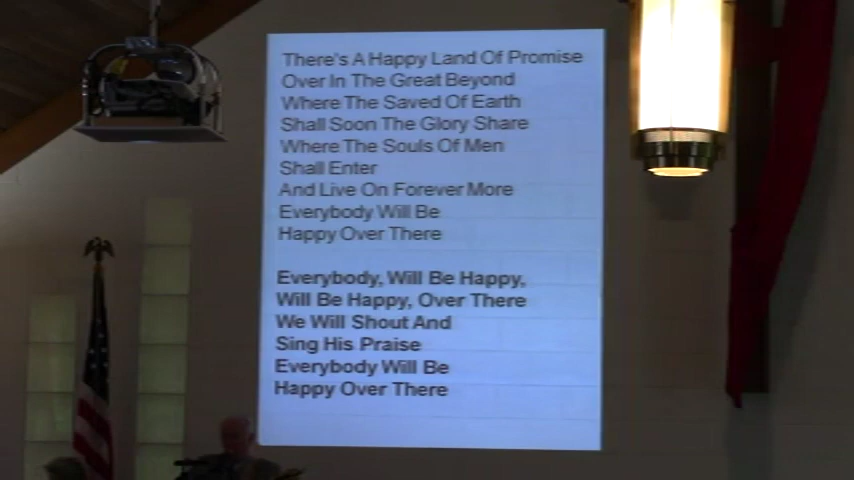 There's A Happy Land Of Promise
Over In The Great Beyond
Where The Saved Of Earth
Shall Soon The Glory Share
Where The Souls Of Men
Shall Enter
And Live On Forever More
Everybody Will Be
Happy Over There
Everybody, Will Be Happy,
Will Be Happy, Over There
We Will Shout And
Sing His Praise
Everybody Will Be
Happy Over There